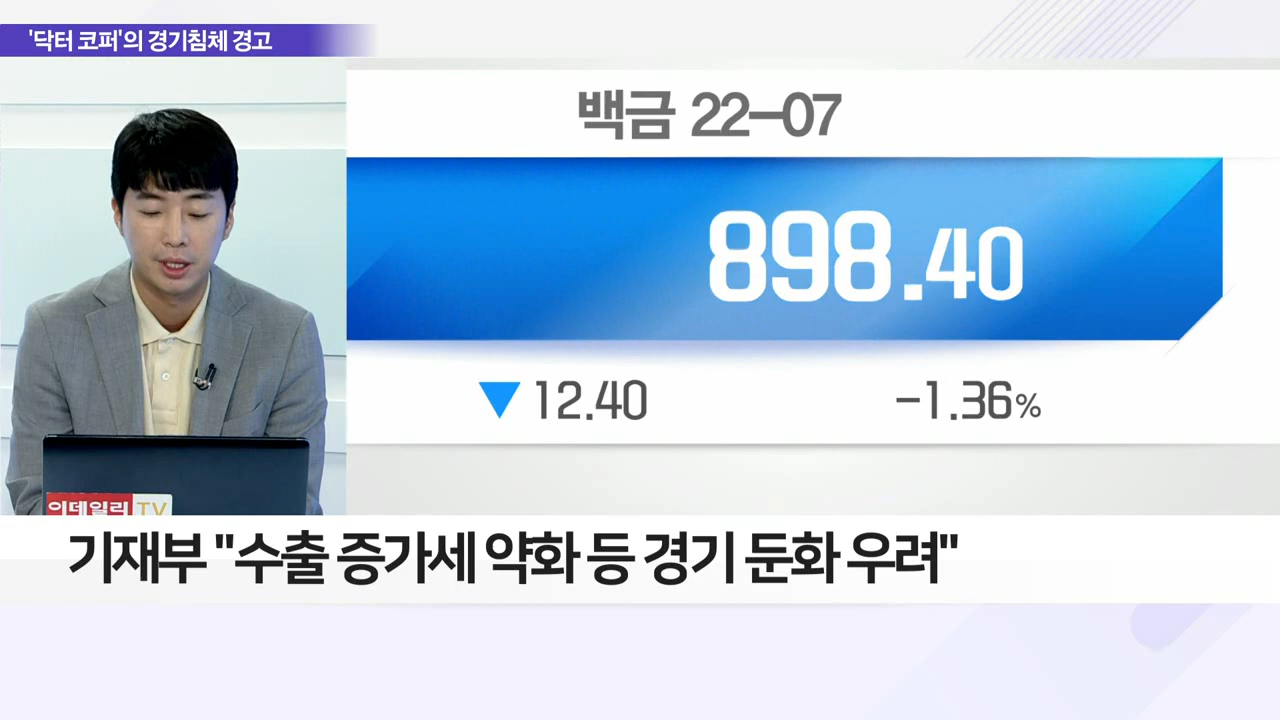 '닥터 코퍼'의 경기침체 경고
백금 22-07
898.40
▼12.40 -1.36%
이데일리 TV
기재부 "수출 증가세 약화 등 경기 둔화 우려"